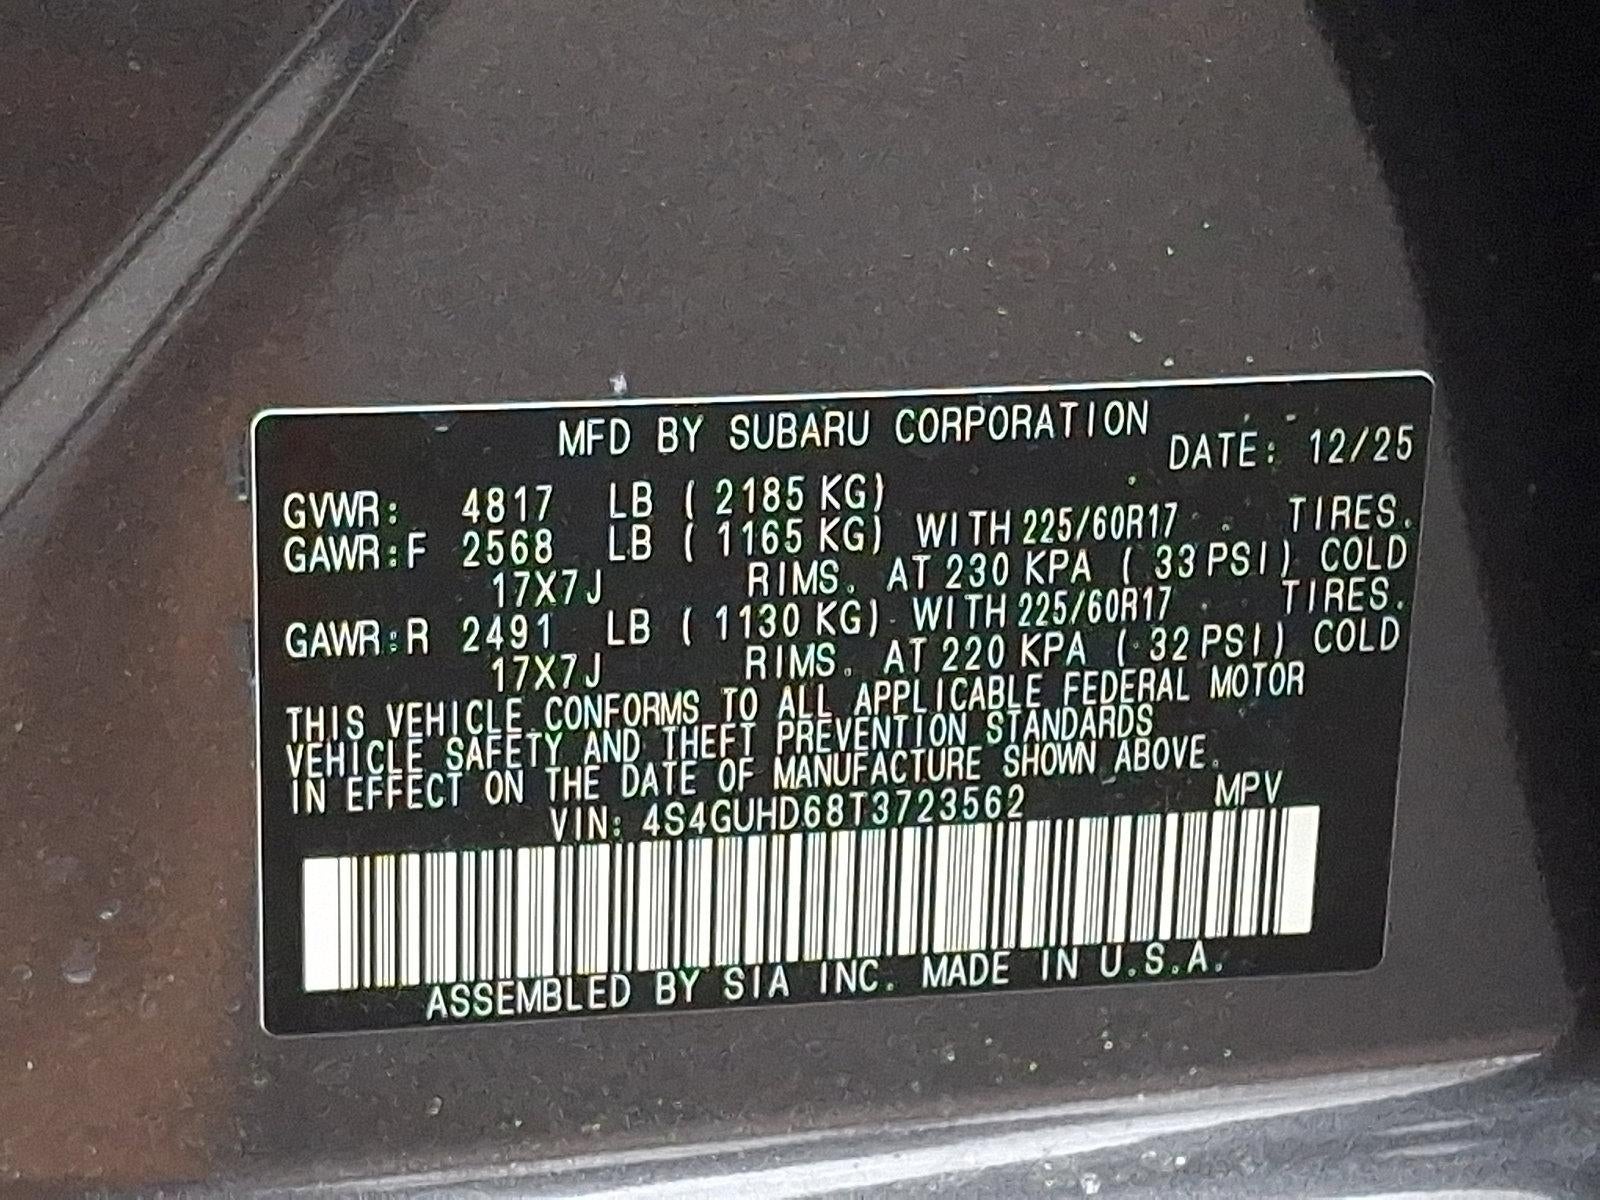 MFD BY SUBARU CORPORATION
DATE: 12/25
GVWR: 4817 LB ( 2185 KG)
GAWR:F 2568 LB ( 1165 KG) WITH 225/60R17 TIRES.
17X7J RIMS. AT 230 KPA ( 33 PSI) COLD
GAWR:R 2491 LB ( 1130 KG) WITH 225/60R17 TIRES.
17X7J RIMS. AT 220 KPA ( 32 PSI) COLD
THIS VEHICLE CONFORMS TO ALL APPLICABLE FEDERAL MOTOR
VEHICLE SAFETY AND THEFT PREVENTION STANDARDS
IN EFFECT ON THE DATE OF MANUFACTURE SHOWN ABOVE.
VIN: 4S4GUHD68T3723562 MPV
ASSEMBLED BY SIA INC. MADE IN U.S.A.